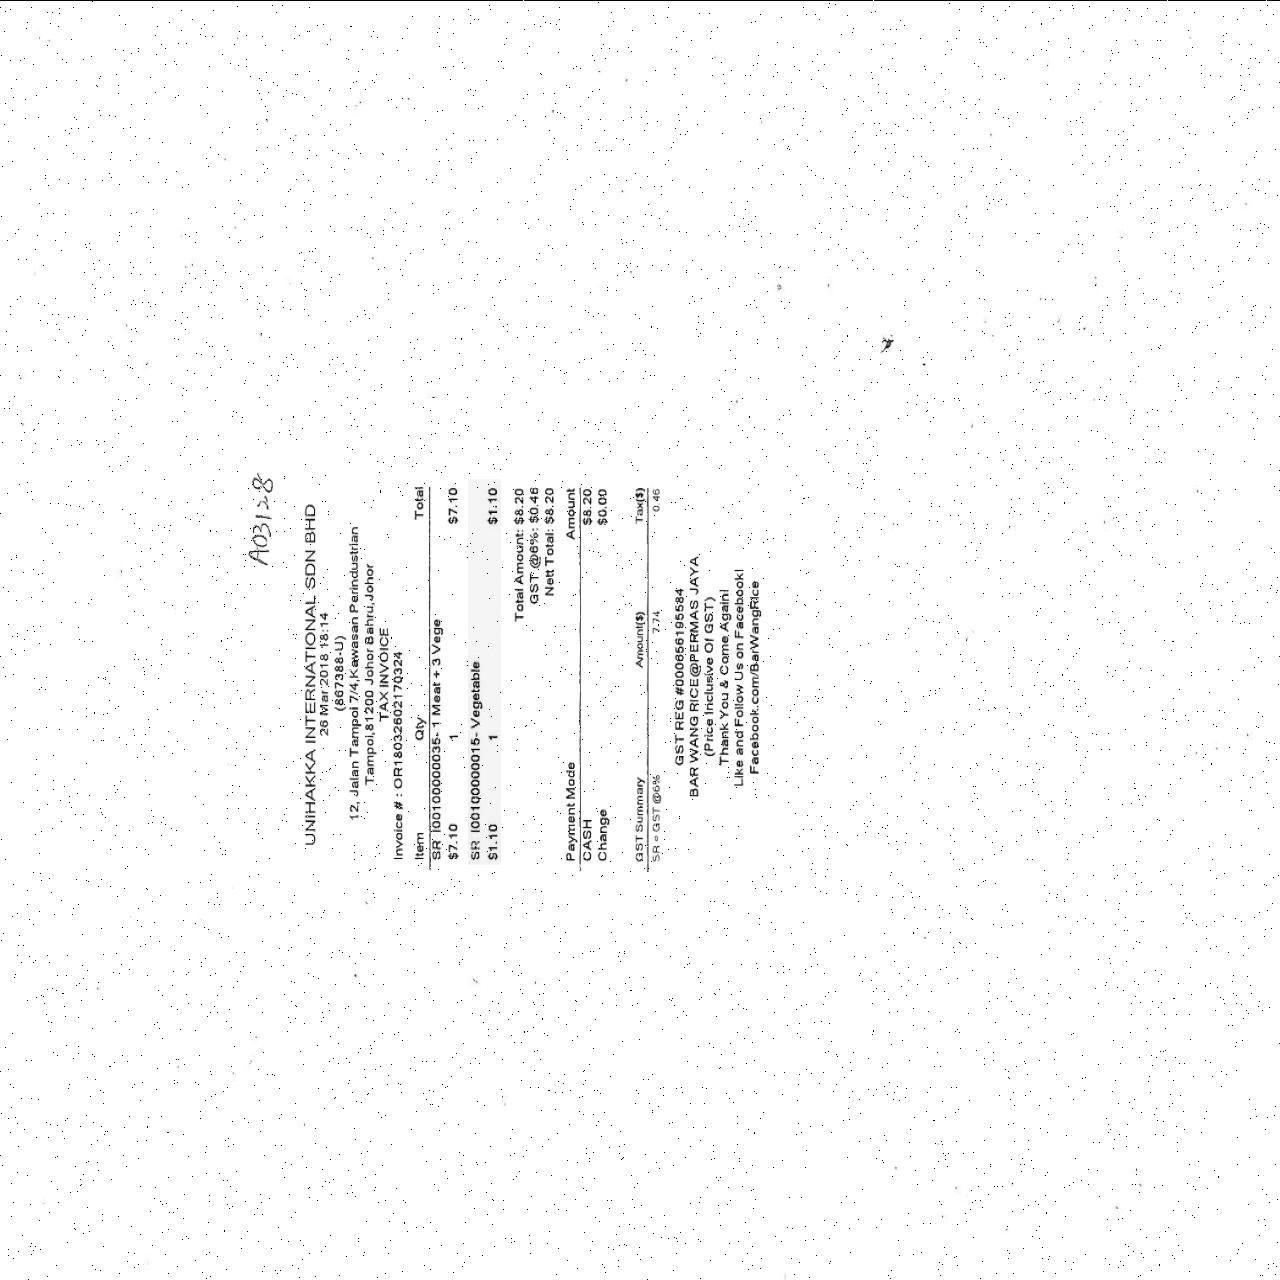 A03128
UNIHAKKA INTERNATIONAL SDN BHD
26 Mar 2018 18:14
(867388-U)
12, Jalan Tampoi 7/4,Kawasan Perindustrian
Tampoi,81200 Johor Bahru,Johor
TAX INVOICE
Invoice # : OR18032602170324
Item Qty Total
SR I00100000035- 1 Meat + 3 Vege
$7.10 1 $7.10
SR I00100000015- Vegetable
$1.10 1 $1.10
Total Amount: $8.20
GST @6%: $0.46
Nett Total: $8.20
Payment Mode Amount
CASH $8.20
Change $0.00
GST Summary Amount($) Tax($)
SR = GST @6% 7.74 0.46
GST REG #000656195584
BAR WANG RICE@PERMAS JAYA
(Price Inclusive Of GST)
Thank You & Come Again!
Like and Follow Us on Facebook!
Facebook.com/BarWangRice